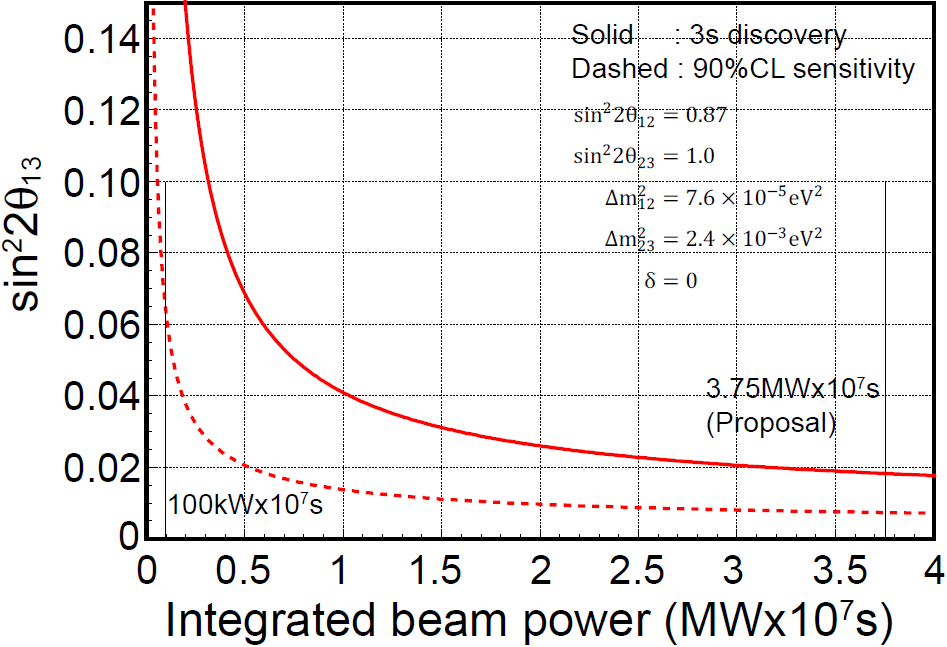 Solid : 3s discovery
Dashed : 90%CL sensitivity
sin²2θ₁₂ = 0.87
sin²2θ₂₃ = 1.0
Δm²₁₂ = 7.6 × 10⁻⁵eV²
Δm²₂₃ = 2.4 × 10⁻³eV²
δ = 0
sin²2θ₁₃
0.14
0.12
0.10
0.08
0.06
0.04
0.02
0
3.75MWx10⁷s
(Proposal)
100kWx10⁷s
0 0.5 1 1.5 2 2.5 3 3.5 4
Integrated beam power (MWx10⁷s)